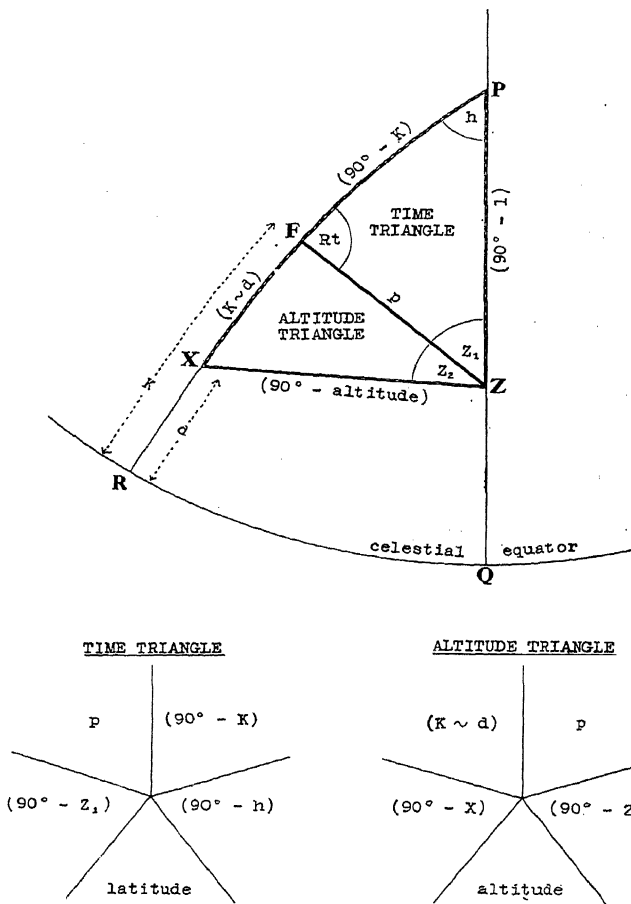 P
h
(90° - K)
(90° - l)
TIME
TRIANGLE
F
Rt
p
(K ~ d)
ALTITUDE
TRIANGLE
Z₁
Z₂
X
Z
(90° - altitude)
K
d
R
celestial equator
Q
TIME TRIANGLE
p
(90° - K)
(90° - Z₁)
(90° - h)
latitude
ALTITUDE TRIANGLE
(K ~ d)
p
(90° - X)
(90° - Z
altitude